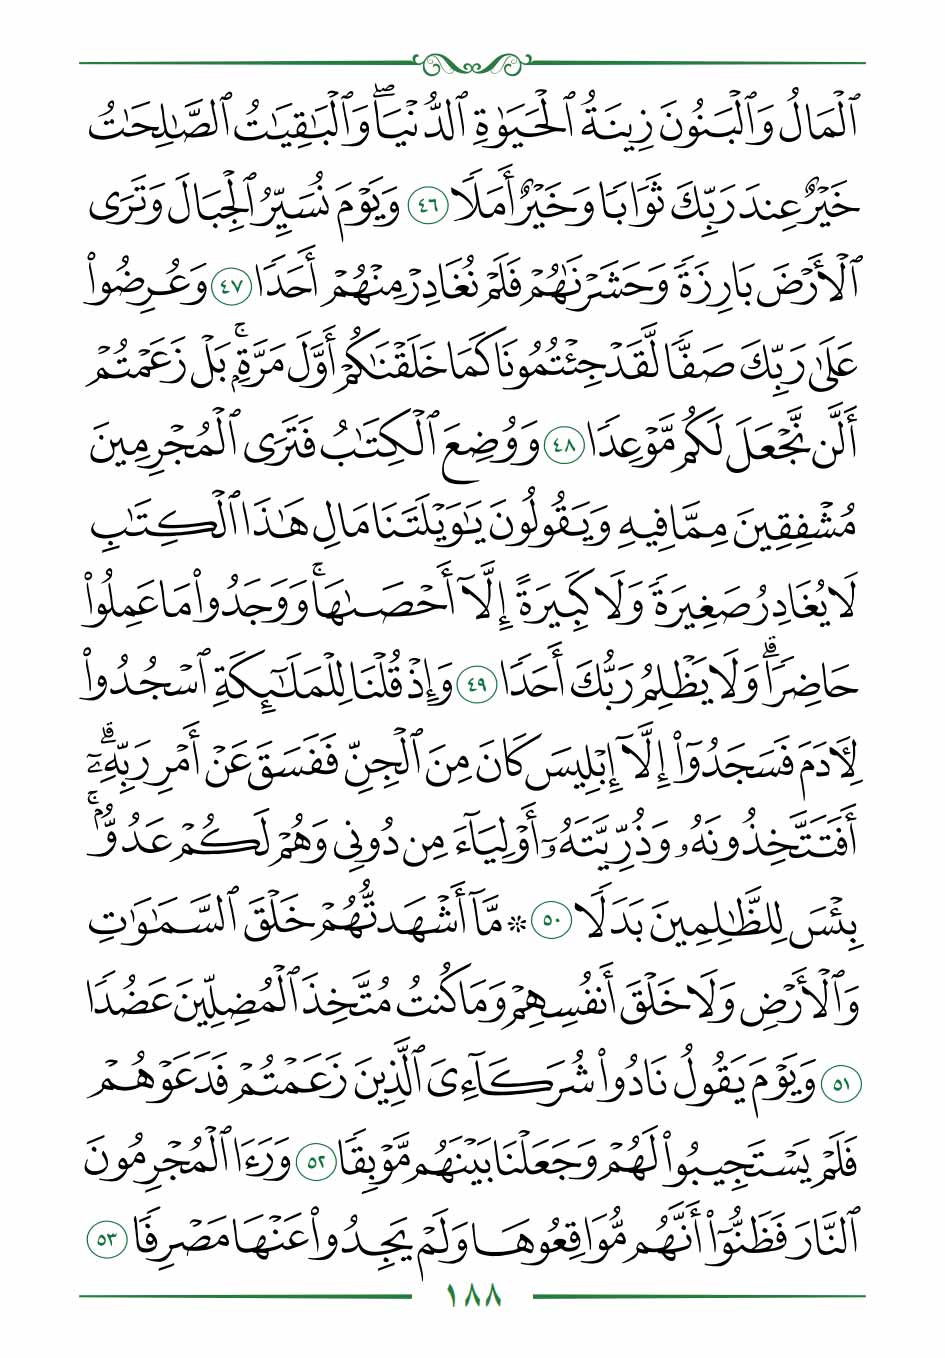 ٱلْمَالُ وَٱلْبَنُونَ زِينَةُ ٱلْحَيَوٰةِ ٱلدُّنْيَاۖ وَٱلْبَٰقِيَٰتُ ٱلصَّٰلِحَٰتُ
خَيْرٌ عِندَ رَبِّكَ ثَوَابًا وَخَيْرٌ أَمَلًا ٤٦ وَيَوْمَ نُسَيِّرُ ٱلْجِبَالَ وَتَرَى
ٱلْأَرْضَ بَارِزَةً وَحَشَرْنَٰهُمْ فَلَمْ نُغَادِرْ مِنْهُمْ أَحَدًا ٤٧ وَعُرِضُوا۟
عَلَىٰ رَبِّكَ صَفًّا لَّقَدْ جِئْتُمُونَا كَمَا خَلَقْنَٰكُمْ أَوَّلَ مَرَّةٍۭۚ بَلْ زَعَمْتُمْ
أَلَّن نَّجْعَلَ لَكُم مَّوْعِدًا ٤٨ وَوُضِعَ ٱلْكِتَٰبُ فَتَرَى ٱلْمُجْرِمِينَ
مُشْفِقِينَ مِمَّا فِيهِ وَيَقُولُونَ يَٰوَيْلَتَنَا مَالِ هَٰذَا ٱلْكِتَٰبِ
لَا يُغَادِرُ صَغِيرَةً وَلَا كَبِيرَةً إِلَّآ أَحْصَىٰهَاۚ وَوَجَدُوا۟ مَا عَمِلُوا۟
حَاضِرًاۗ وَلَا يَظْلِمُ رَبُّكَ أَحَدًا ٤٩ وَإِذْ قُلْنَا لِلْمَلَٰٓئِكَةِ ٱسْجُدُوا۟
لِـَٔادَمَ فَسَجَدُوٓا۟ إِلَّآ إِبْلِيسَ كَانَ مِنَ ٱلْجِنِّ فَفَسَقَ عَنْ أَمْرِ رَبِّهِۦٓۗ
أَفَتَتَّخِذُونَهُۥ وَذُرِّيَّتَهُۥٓ أَوْلِيَآءَ مِن دُونِى وَهُمْ لَكُمْ عَدُوٌّۢۚ
بِئْسَ لِلظَّٰلِمِينَ بَدَلًا ٥٠ ۞ مَّآ أَشْهَدتُّهُمْ خَلْقَ ٱلسَّمَٰوَٰتِ
وَٱلْأَرْضِ وَلَا خَلْقَ أَنفُسِهِمْ وَمَا كُنتُ مُتَّخِذَ ٱلْمُضِلِّينَ عَضُدًا
٥١ وَيَوْمَ يَقُولُ نَادُوا۟ شُرَكَآءِىَ ٱلَّذِينَ زَعَمْتُمْ فَدَعَوْهُمْ
فَلَمْ يَسْتَجِيبُوا۟ لَهُمْ وَجَعَلْنَا بَيْنَهُم مَّوْبِقًا ٥٢ وَرَءَا ٱلْمُجْرِمُونَ
ٱلنَّارَ فَظَنُّوٓا۟ أَنَّهُم مُّوَاقِعُوهَا وَلَمْ يَجِدُوا۟ عَنْهَا مَصْرِفًا ٥٣
١٨٨